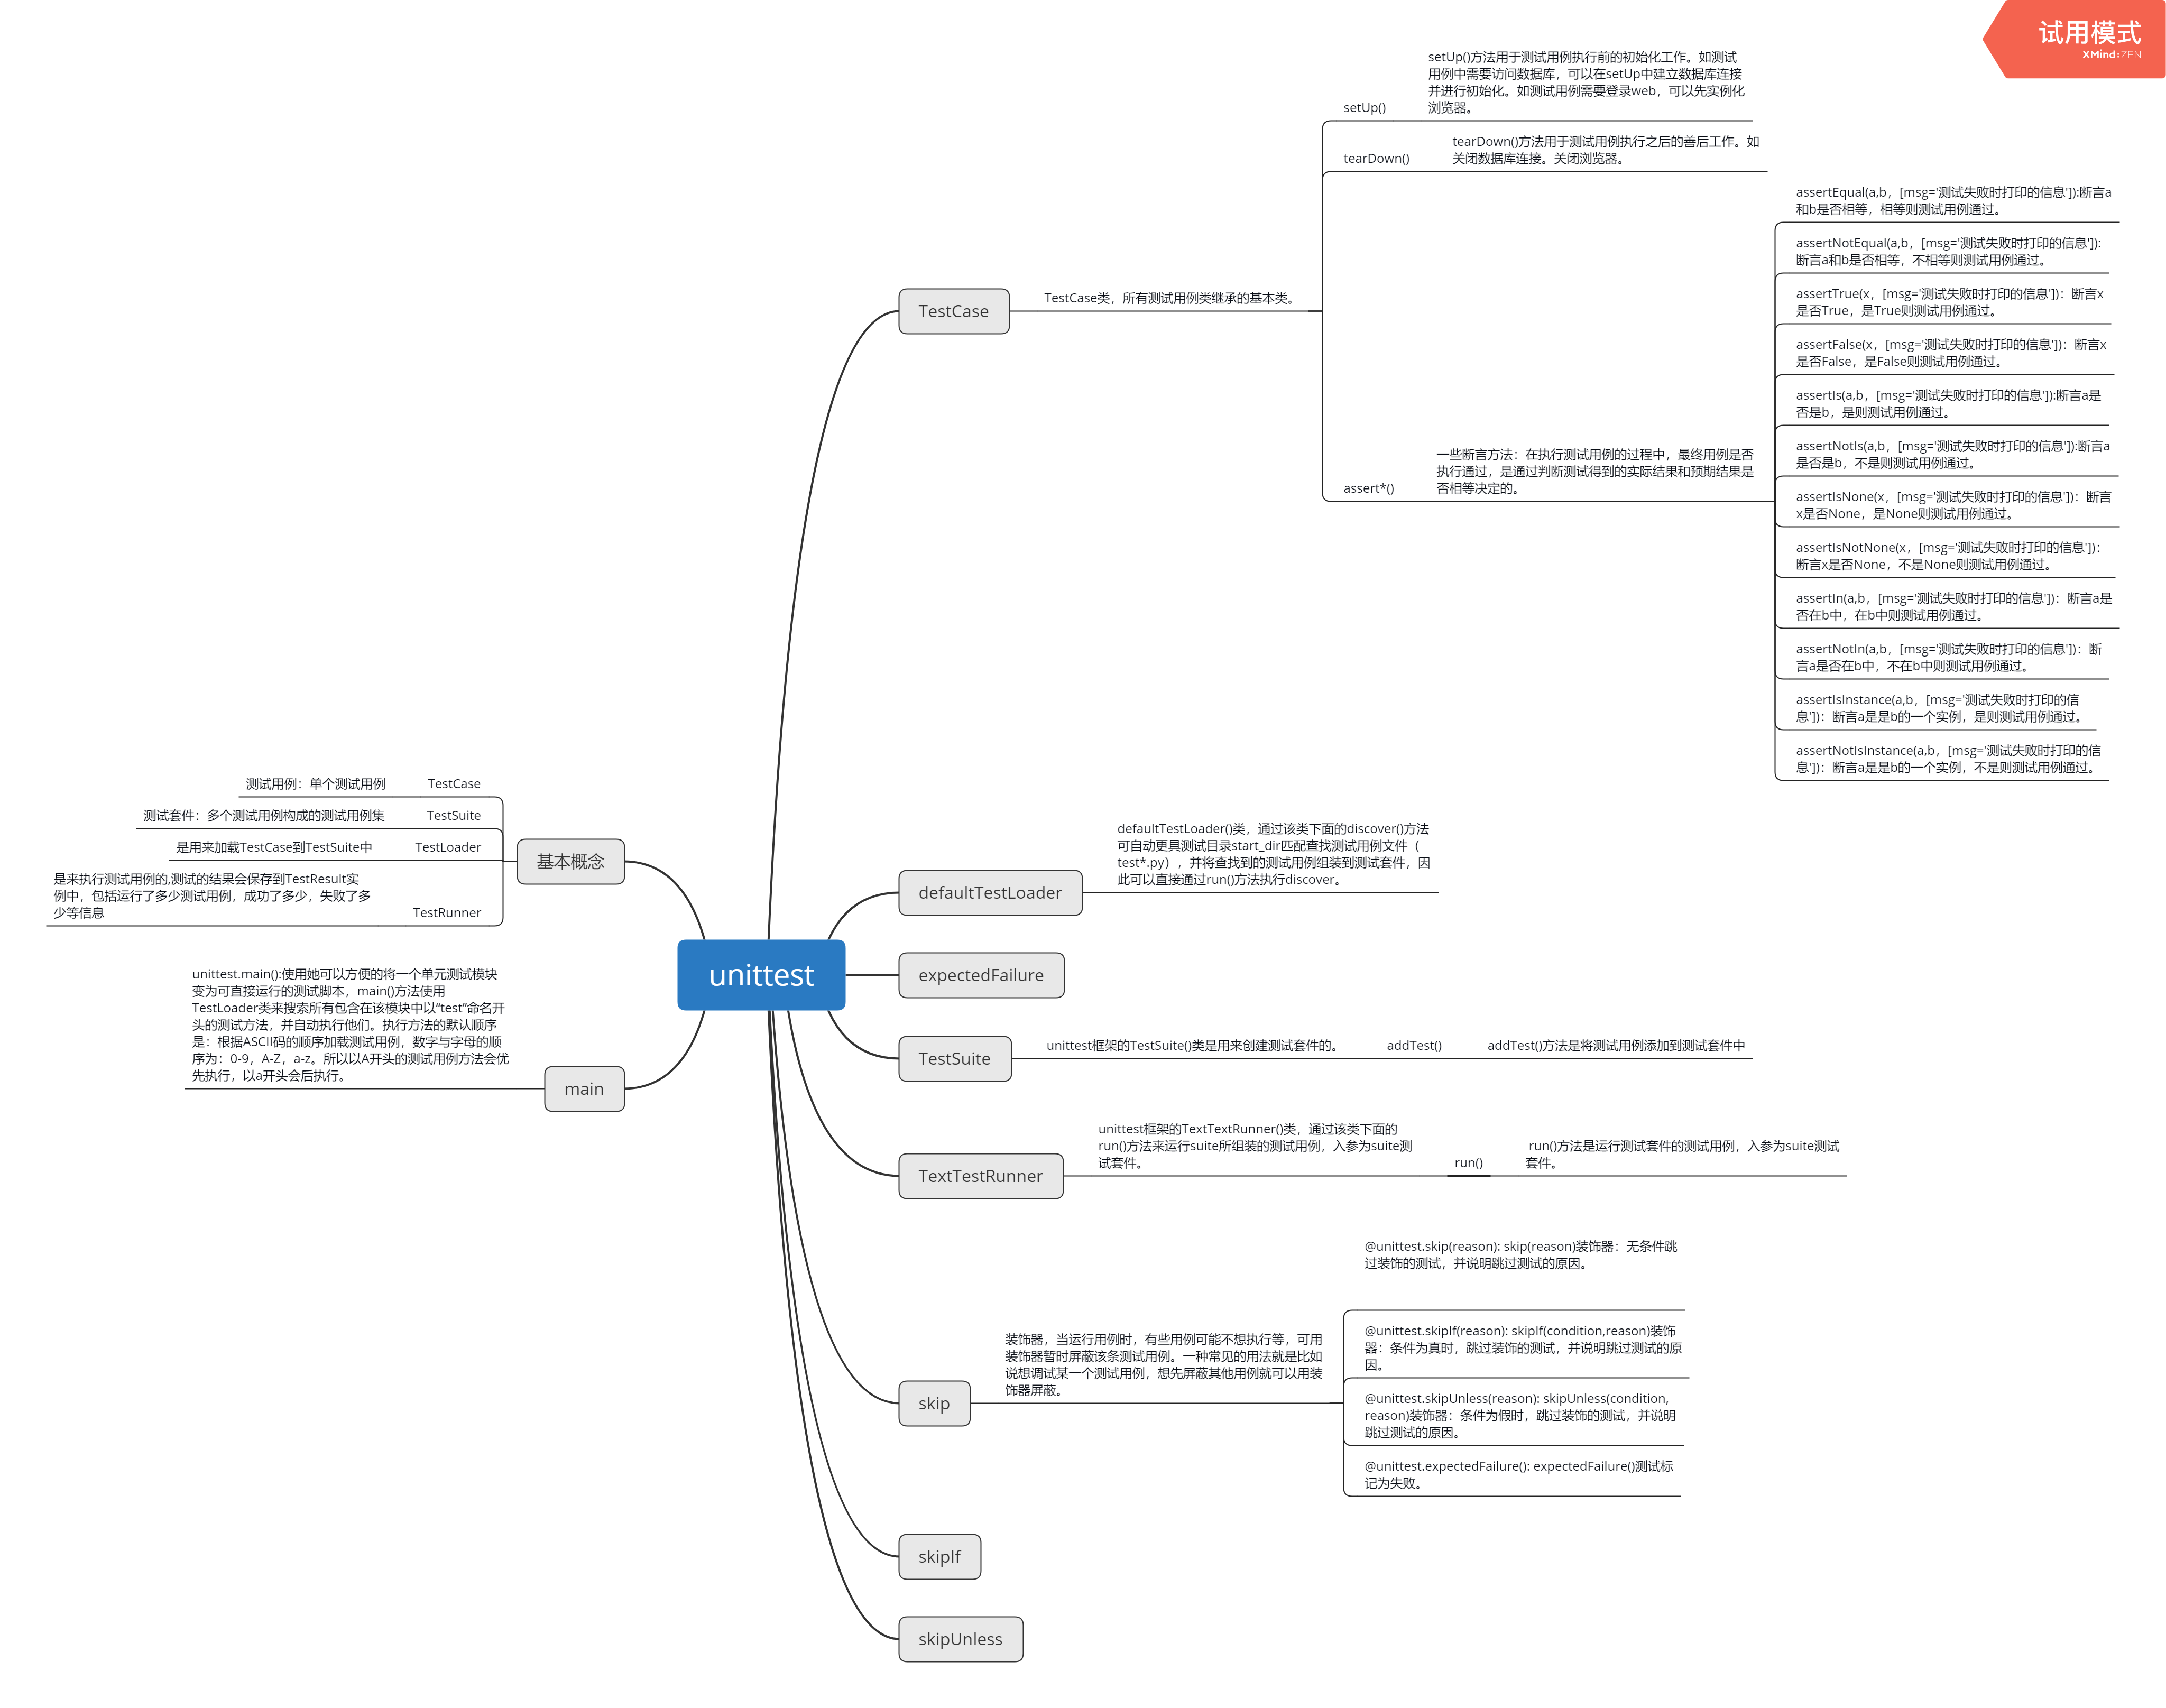 试用模式
XMind:ZEN
unittest
TestCase
TestCase类，所有测试用例类继承的基本类。
setUp()
setUp()方法用于测试用例执行前的初始化工作。如测试
用例中需要访问数据库，可以在setUp中建立数据库连接
并进行初始化。如测试用例需要登录web，可以先实例化
浏览器。
tearDown()
tearDown()方法用于测试用例执行之后的善后工作。如
关闭数据库连接。关闭浏览器。
assert*()
一些断言方法：在执行测试用例的过程中，最终用例是否
执行通过，是通过判断测试得到的实际结果和预期结果是
否相等决定的。
assertEqual(a,b，[msg='测试失败时打印的信息']):断言a
和b是否相等，相等则测试用例通过。
assertNotEqual(a,b，[msg='测试失败时打印的信息']):
断言a和b是否相等，不相等则测试用例通过。
assertTrue(x，[msg='测试失败时打印的信息'])：断言x
是否True，是True则测试用例通过。
assertFalse(x，[msg='测试失败时打印的信息'])：断言x
是否False，是False则测试用例通过。
assertIs(a,b，[msg='测试失败时打印的信息']):断言a是
否是b，是则测试用例通过。
assertNotIs(a,b，[msg='测试失败时打印的信息']):断言a
是否是b，不是则测试用例通过。
assertIsNone(x，[msg='测试失败时打印的信息'])：断言
x是否None，是None则测试用例通过。
assertIsNotNone(x，[msg='测试失败时打印的信息'])：
断言x是否None，不是None则测试用例通过。
assertIn(a,b，[msg='测试失败时打印的信息'])：断言a是
否在b中，在b中则测试用例通过。
assertNotIn(a,b，[msg='测试失败时打印的信息'])：断
言a是否在b中，不在b中则测试用例通过。
assertIsInstance(a,b，[msg='测试失败时打印的信
息'])：断言a是是b的一个实例，是则测试用例通过。
assertNotIsInstance(a,b，[msg='测试失败时打印的信
息'])：断言a是是b的一个实例，不是则测试用例通过。
defaultTestLoader
defaultTestLoader()类，通过该类下面的discover()方法
可自动更具测试目录start_dir匹配查找测试用例文件（
test*.py），并将查找到的测试用例组装到测试套件，因
此可以直接通过run()方法执行discover。
expectedFailure
TestSuite
unittest框架的TestSuite()类是用来创建测试套件的。
addTest()
addTest()方法是将测试用例添加到测试套件中
TextTestRunner
unittest框架的TextTextRunner()类，通过该类下面的
run()方法来运行suite所组装的测试用例，入参为suite测
试套件。
run()
run()方法是运行测试套件的测试用例，入参为suite测试
套件。
skip
装饰器，当运行用例时，有些用例可能不想执行等，可用
装饰器暂时屏蔽该条测试用例。一种常见的用法就是比如
说想调试某一个测试用例，想先屏蔽其他用例就可以用装
饰器屏蔽。
@unittest.skip(reason): skip(reason)装饰器：无条件跳
过装饰的测试，并说明跳过测试的原因。
@unittest.skipIf(reason): skipIf(condition,reason)装饰
器：条件为真时，跳过装饰的测试，并说明跳过测试的原
因。
@unittest.skipUnless(reason): skipUnless(condition,
reason)装饰器：条件为假时，跳过装饰的测试，并说明
跳过测试的原因。
@unittest.expectedFailure(): expectedFailure()测试标
记为失败。
skipIf
skipUnless
基本概念
TestCase
测试用例：单个测试用例
TestSuite
测试套件：多个测试用例构成的测试用例集
TestLoader
是用来加载TestCase到TestSuite中
TestRunner
是来执行测试用例的,测试的结果会保存到TestResult实
例中，包括运行了多少测试用例，成功了多少，失败了多
少等信息
main
unittest.main():使用她可以方便的将一个单元测试模块
变为可直接运行的测试脚本，main()方法使用
TestLoader类来搜索所有包含在该模块中以“test”命名开
头的测试方法，并自动执行他们。执行方法的默认顺序
是：根据ASCII码的顺序加载测试用例，数字与字母的顺
序为：0-9，A-Z，a-z。所以以A开头的测试用例方法会优
先执行，以a开头会后执行。